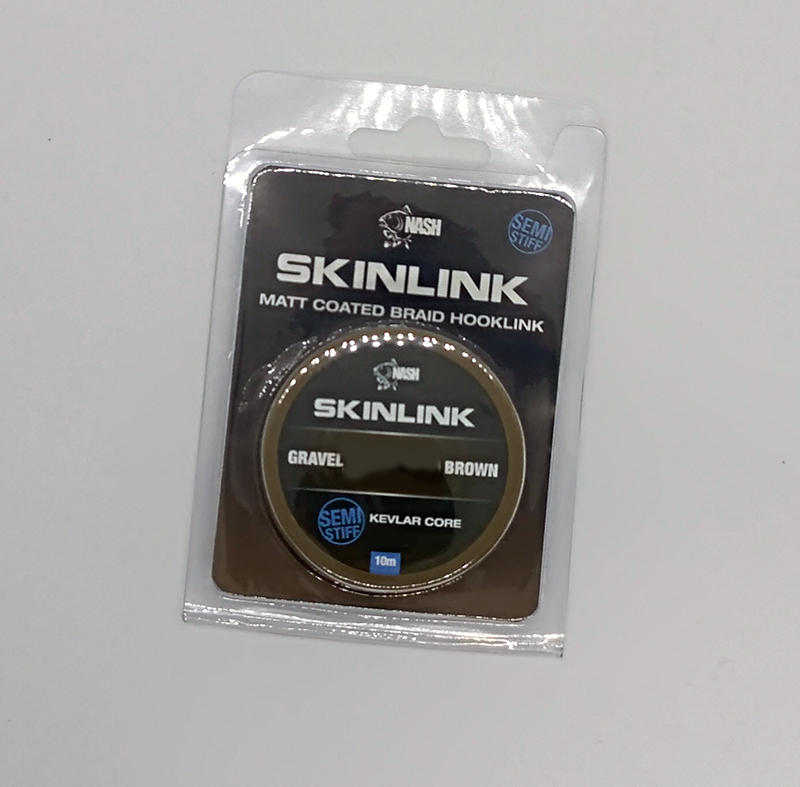 NASH
SEMI
STIFF
SKINLINK
MATT COATED BRAID HOOKLINK
NASH
SKINLINK
GRAVEL BROWN
SEMI
STIFF
KEVLAR CORE
10m